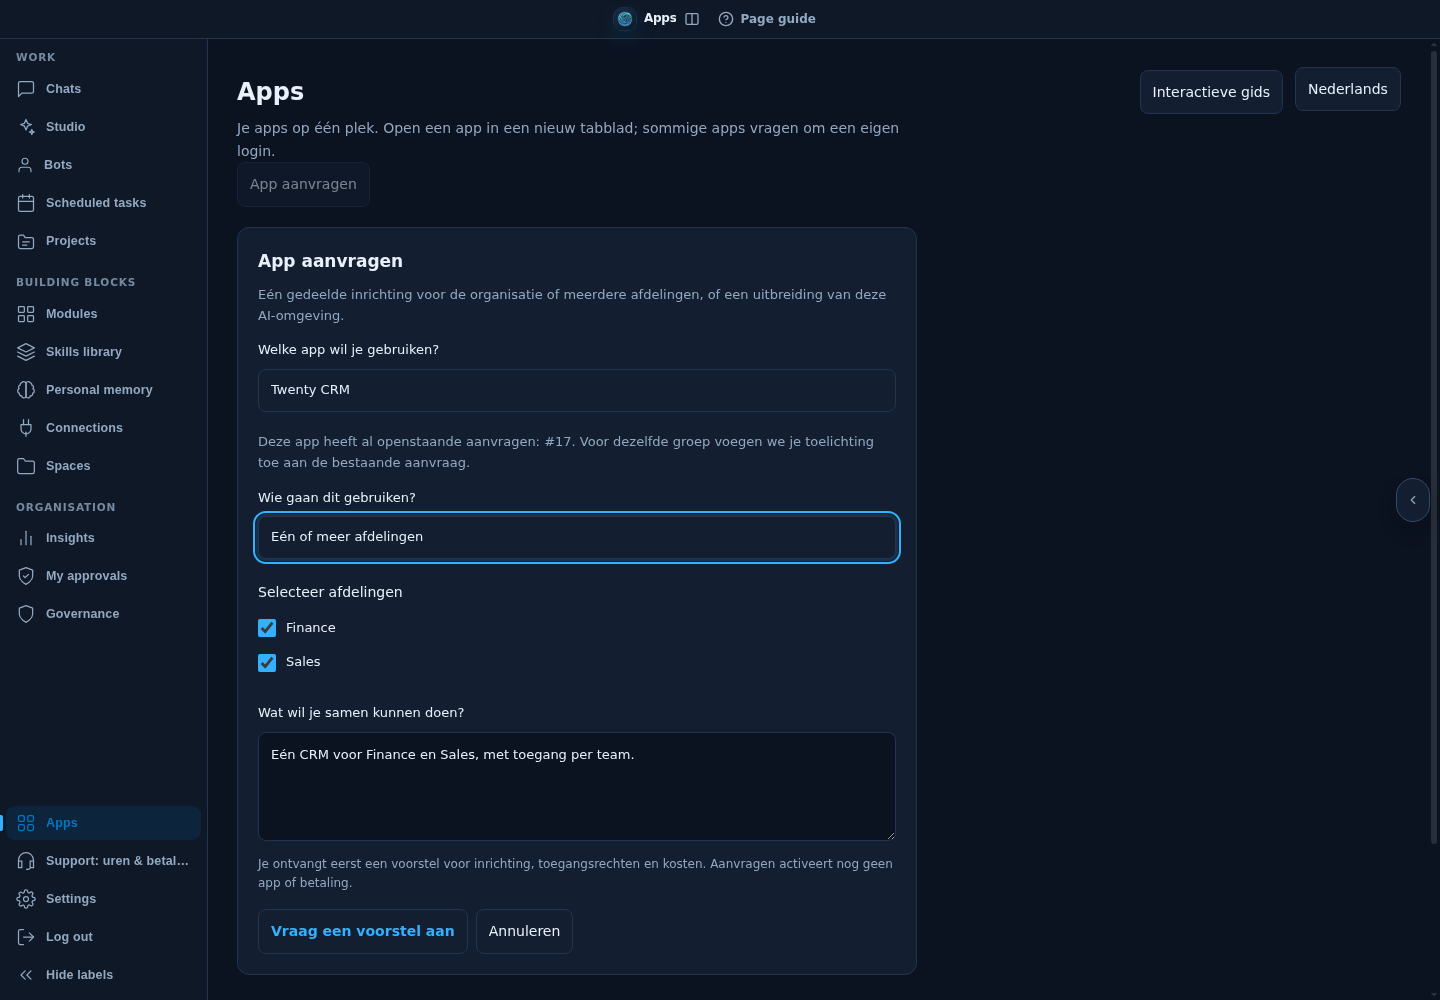 Apps
Page guide
WORK
Chats
Studio
Bots
Scheduled tasks
Projects
BUILDING BLOCKS
Modules
Skills library
Personal memory
Connections
Spaces
ORGANISATION
Insights
My approvals
Governance
Apps
Support: uren & betal...
Settings
Log out
Hide labels
Apps
Interactieve gids
Nederlands
Je apps op één plek. Open een app in een nieuw tabblad; sommige apps vragen om een eigen
login.
App aanvragen
App aanvragen
Eén gedeelde inrichting voor de organisatie of meerdere afdelingen, of een uitbreiding van deze
AI-omgeving.
Welke app wil je gebruiken?
Twenty CRM
Deze app heeft al openstaande aanvragen: #17. Voor dezelfde groep voegen we je toelichting
toe aan de bestaande aanvraag.
Wie gaan dit gebruiken?
Eén of meer afdelingen
Selecteer afdelingen
Finance
Sales
Wat wil je samen kunnen doen?
Eén CRM voor Finance en Sales, met toegang per team.
Je ontvangt eerst een voorstel voor inrichting, toegangsrechten en kosten. Aanvragen activeert nog geen
app of betaling.
Vraag een voorstel aan
Annuleren